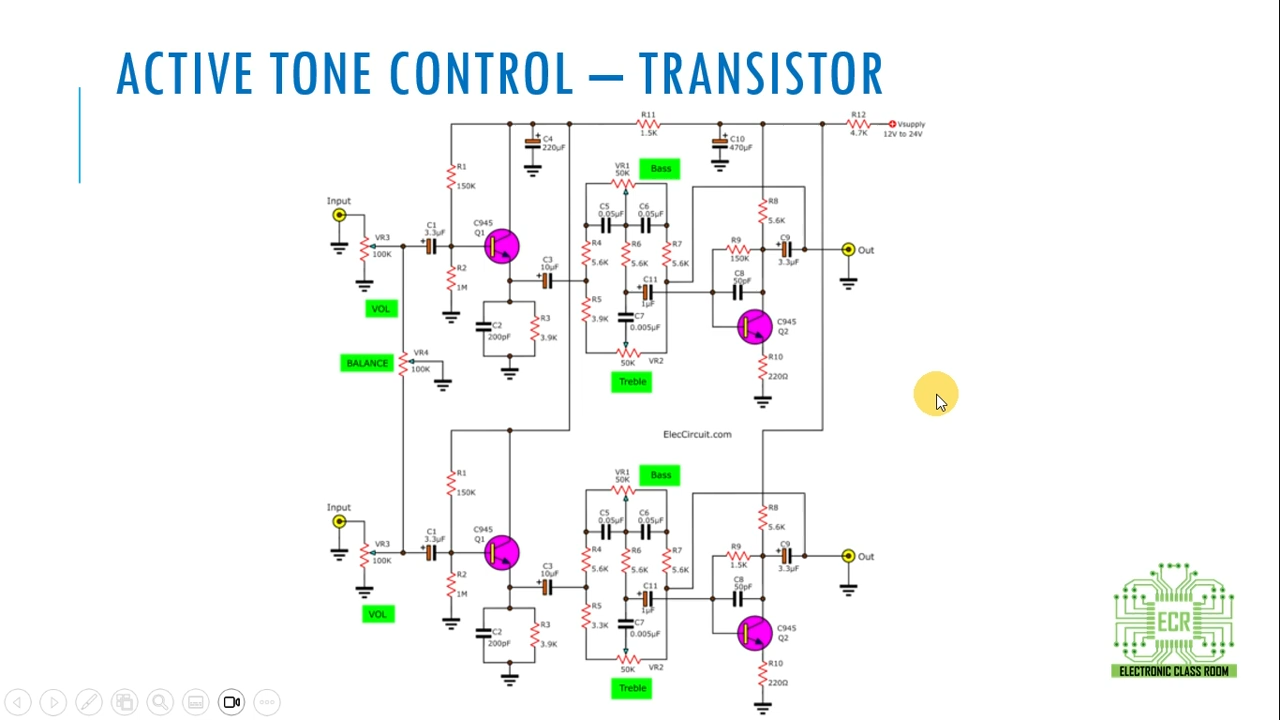 ACTIVE TONE CONTROL – TRANSISTOR
R11
1.5K
R12
4.7K
Vsupply
12V to 24V
C4
220µF
C10
470µF
R1
150K
VR1
50K
Bass
Input
VR3
100K
C1
3.3µF
C945
Q1
C5
0.05µF
C6
0.05µF
R8
5.6K
R4
5.6K
R6
5.6K
R7
5.6K
R9
150K
C9
3.3µF
Out
R2
1M
C3
10µF
C11
1µF
C8
50pF
VOL
C2
200pF
R3
3.9K
R5
3.9K
C7
0.005µF
C945
Q2
BALANCE
VR4
100K
50K
VR2
Treble
R10
220Ω
ElecCircuit.com
R1
150K
VR1
50K
Bass
Input
VR3
100K
C1
3.3µF
C945
Q1
C5
0.05µF
C6
0.05µF
R8
5.6K
R4
5.6K
R6
5.6K
R7
5.6K
R9
1.5K
C9
3.3µF
Out
R2
1M
C3
10µF
C11
1µF
C8
50pF
VOL
C2
200pF
R3
3.9K
R5
3.3K
C7
0.005µF
C945
Q2
50K
VR2
Treble
R10
220Ω
ECR
ELECTRONIC CLASS ROOM